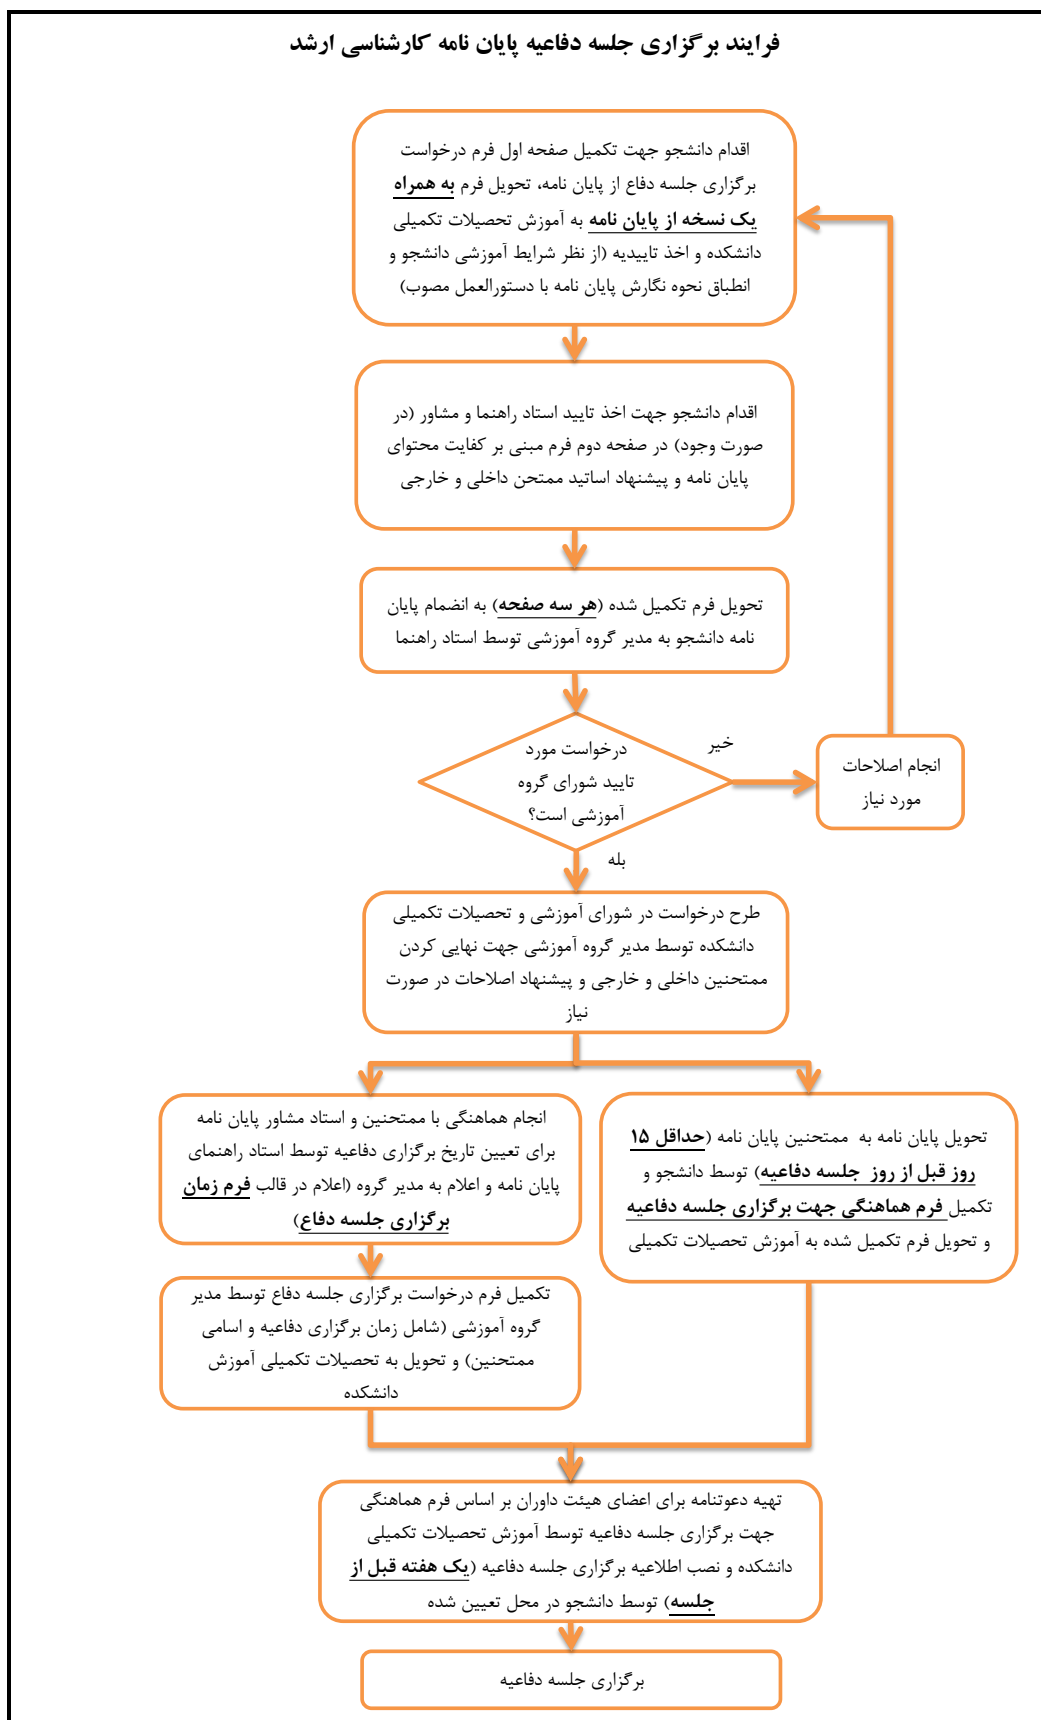 فرایند برگزاری جلسه دفاعیه پایان نامه کارشناسی ارشد
اقدام دانشجو جهت تکمیل صفحه اول فرم درخواست
برگزاری جلسه دفاع از پایان نامه، تحویل فرم به همراه
یک نسخه از پایان نامه به آموزش تحصیلات تکمیلی
دانشکده و اخذ تاییدیه (از نظر شرایط آموزشی دانشجو و
انطباق نحوه نگارش پایان نامه با دستورالعمل مصوب)
اقدام دانشجو جهت اخذ تایید استاد راهنما و مشاور (در
صورت وجود) در صفحه دوم فرم مبنی بر کفایت محتوای
پایان نامه و پیشنهاد اساتید ممتحن داخلی و خارجی
تحویل فرم تکمیل شده (هر سه صفحه) به انضمام پایان
نامه دانشجو به مدیر گروه آموزشی توسط استاد راهنما
درخواست مورد
تایید شورای گروه
آموزشی است؟
خیر
انجام اصلاحات
مورد نیاز
بله
طرح درخواست در شورای آموزشی و تحصیلات تکمیلی
دانشکده توسط مدیر گروه آموزشی جهت نهایی کردن
ممتحنین داخلی و خارجی و پیشنهاد اصلاحات در صورت
نیاز
تحویل پایان نامه به ممتحنین پایان نامه (حداقل ۱۵
روز قبل از روز جلسه دفاعیه) توسط دانشجو و
تکمیل فرم هماهنگی جهت برگزاری جلسه دفاعیه
و تحویل فرم تکمیل شده به آموزش تحصیلات تکمیلی
انجام هماهنگی با ممتحنین و استاد مشاور پایان نامه
برای تعیین تاریخ برگزاری دفاعیه توسط استاد راهنمای
پایان نامه و اعلام به مدیر گروه (اعلام در قالب فرم زمان
برگزاری جلسه دفاع)
تکمیل فرم درخواست برگزاری جلسه دفاع توسط مدیر
گروه آموزشی (شامل زمان برگزاری دفاعیه و اسامی
ممتحنین) و تحویل به تحصیلات تکمیلی آموزش
دانشکده
تهیه دعوتنامه برای اعضای هیئت داوران بر اساس فرم هماهنگی
جهت برگزاری جلسه دفاعیه توسط آموزش تحصیلات تکمیلی
دانشکده و نصب اطلاعیه برگزاری جلسه دفاعیه (یک هفته قبل از
جلسه) توسط دانشجو در محل تعیین شده
برگزاری جلسه دفاعیه